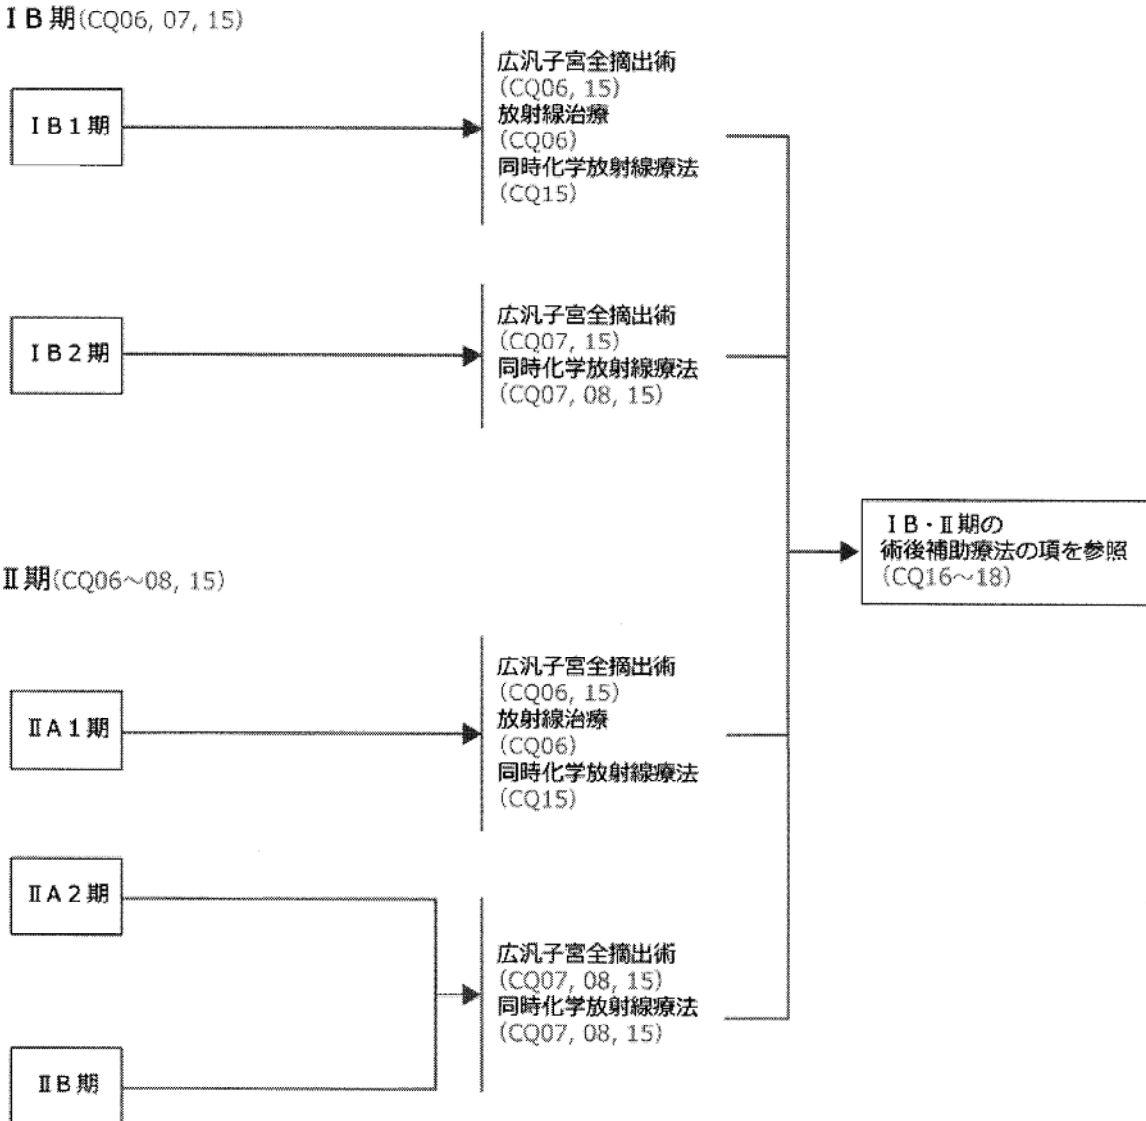 ⅠB期(CQ06, 07, 15)
ⅠB1期
広汎子宮全摘出術
(CQ06, 15)
放射線治療
(CQ06)
同時化学放射線療法
(CQ15)
ⅠB2期
広汎子宮全摘出術
(CQ07, 15)
同時化学放射線療法
(CQ07, 08, 15)
ⅠB・Ⅱ期の
術後補助療法の項を参照
(CQ16～18)
Ⅱ期(CQ06～08, 15)
ⅡA1期
広汎子宮全摘出術
(CQ06, 15)
放射線治療
(CQ06)
同時化学放射線療法
(CQ15)
ⅡA2期
ⅡB期
広汎子宮全摘出術
(CQ07, 08, 15)
同時化学放射線療法
(CQ07, 08, 15)